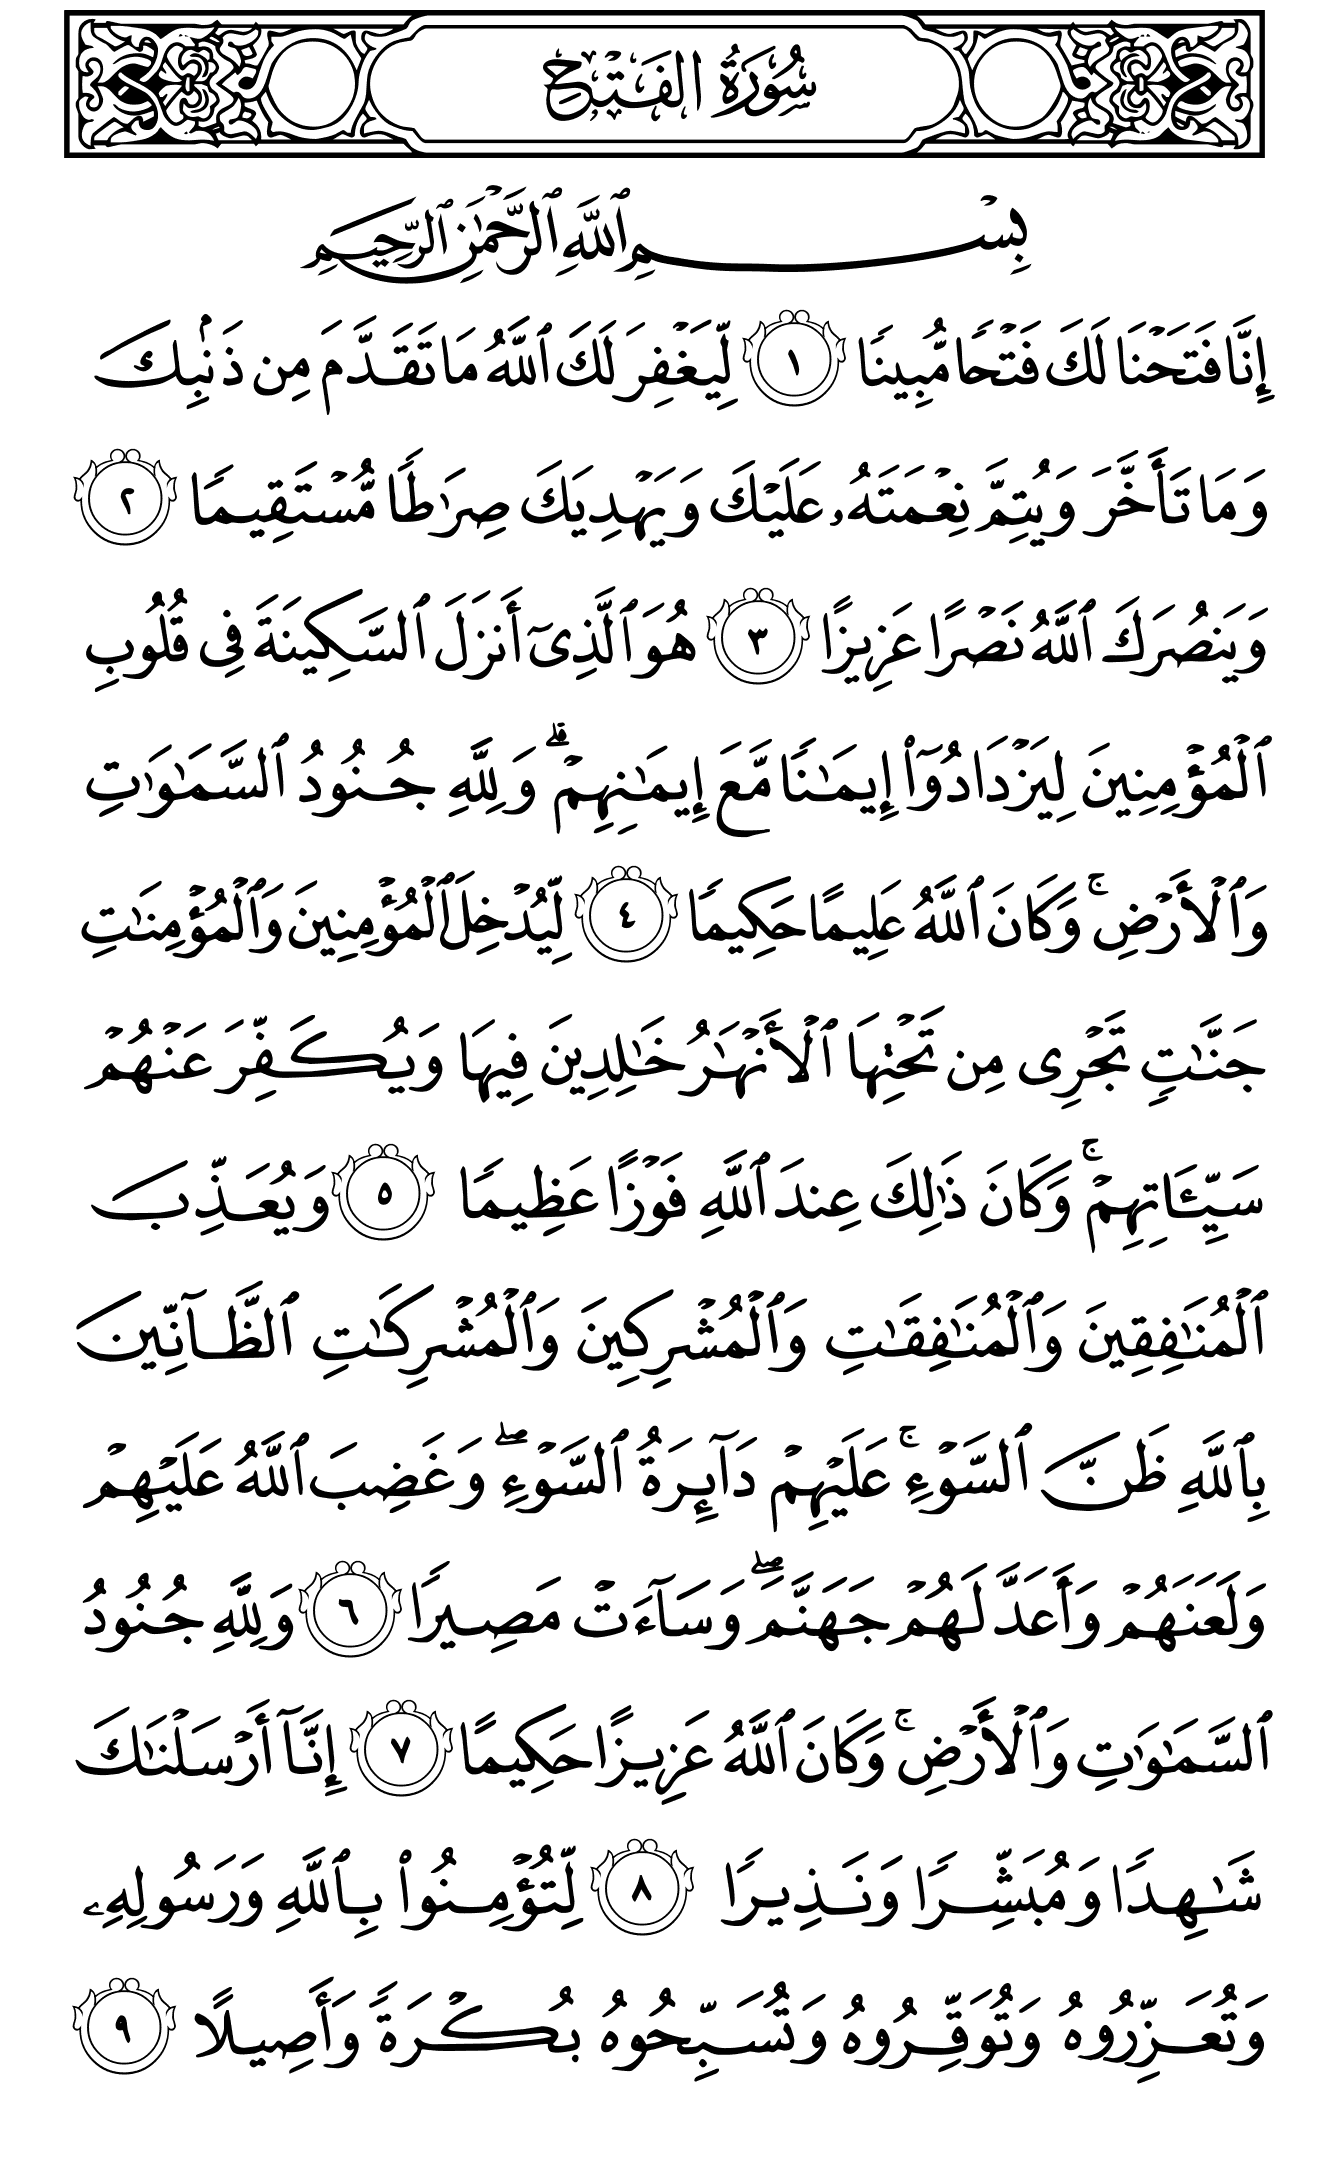 سُورَةُ الفَتْحِ
بِسْمِ ٱللَّهِ ٱلرَّحْمَٰنِ ٱلرَّحِيمِ
إِنَّا فَتَحْنَا لَكَ فَتْحًا مُّبِينًا ١ لِّيَغْفِرَ لَكَ ٱللَّهُ مَا تَقَدَّمَ مِن ذَنۢبِكَ
وَمَا تَأَخَّرَ وَيُتِمَّ نِعْمَتَهُۥ عَلَيْكَ وَيَهْدِيَكَ صِرَٰطًا مُّسْتَقِيمًا ٢
وَيَنصُرَكَ ٱللَّهُ نَصْرًا عَزِيزًا ٣ هُوَ ٱلَّذِىٓ أَنزَلَ ٱلسَّكِينَةَ فِى قُلُوبِ
ٱلْمُؤْمِنِينَ لِيَزْدَادُوٓا۟ إِيمَٰنًا مَّعَ إِيمَٰنِهِمْ ۗ وَلِلَّهِ جُنُودُ ٱلسَّمَٰوَٰتِ
وَٱلْأَرْضِ ۚ وَكَانَ ٱللَّهُ عَلِيمًا حَكِيمًا ٤ لِّيُدْخِلَ ٱلْمُؤْمِنِينَ وَٱلْمُؤْمِنَٰتِ
جَنَّٰتٍ تَجْرِى مِن تَحْتِهَا ٱلْأَنْهَٰرُ خَٰلِدِينَ فِيهَا وَيُكَفِّرَ عَنْهُمْ
سَيِّـَٔاتِهِمْ ۚ وَكَانَ ذَٰلِكَ عِندَ ٱللَّهِ فَوْزًا عَظِيمًا ٥ وَيُعَذِّبَ
ٱلْمُنَٰفِقِينَ وَٱلْمُنَٰفِقَٰتِ وَٱلْمُشْرِكِينَ وَٱلْمُشْرِكَٰتِ ٱلظَّآنِّينَ
بِٱللَّهِ ظَنَّ ٱلسَّوْءِ ۚ عَلَيْهِمْ دَآئِرَةُ ٱلسَّوْءِ ۖ وَغَضِبَ ٱللَّهُ عَلَيْهِمْ
وَلَعَنَهُمْ وَأَعَدَّ لَهُمْ جَهَنَّمَ ۖ وَسَآءَتْ مَصِيرًا ٦ وَلِلَّهِ جُنُودُ
ٱلسَّمَٰوَٰتِ وَٱلْأَرْضِ ۚ وَكَانَ ٱللَّهُ عَزِيزًا حَكِيمًا ٧ إِنَّآ أَرْسَلْنَٰكَ
شَٰهِدًا وَمُبَشِّرًا وَنَذِيرًا ٨ لِّتُؤْمِنُوا۟ بِٱللَّهِ وَرَسُولِهِۦ
وَتُعَزِّرُوهُ وَتُوَقِّرُوهُ وَتُسَبِّحُوهُ بُكْرَةً وَأَصِيلًا ٩